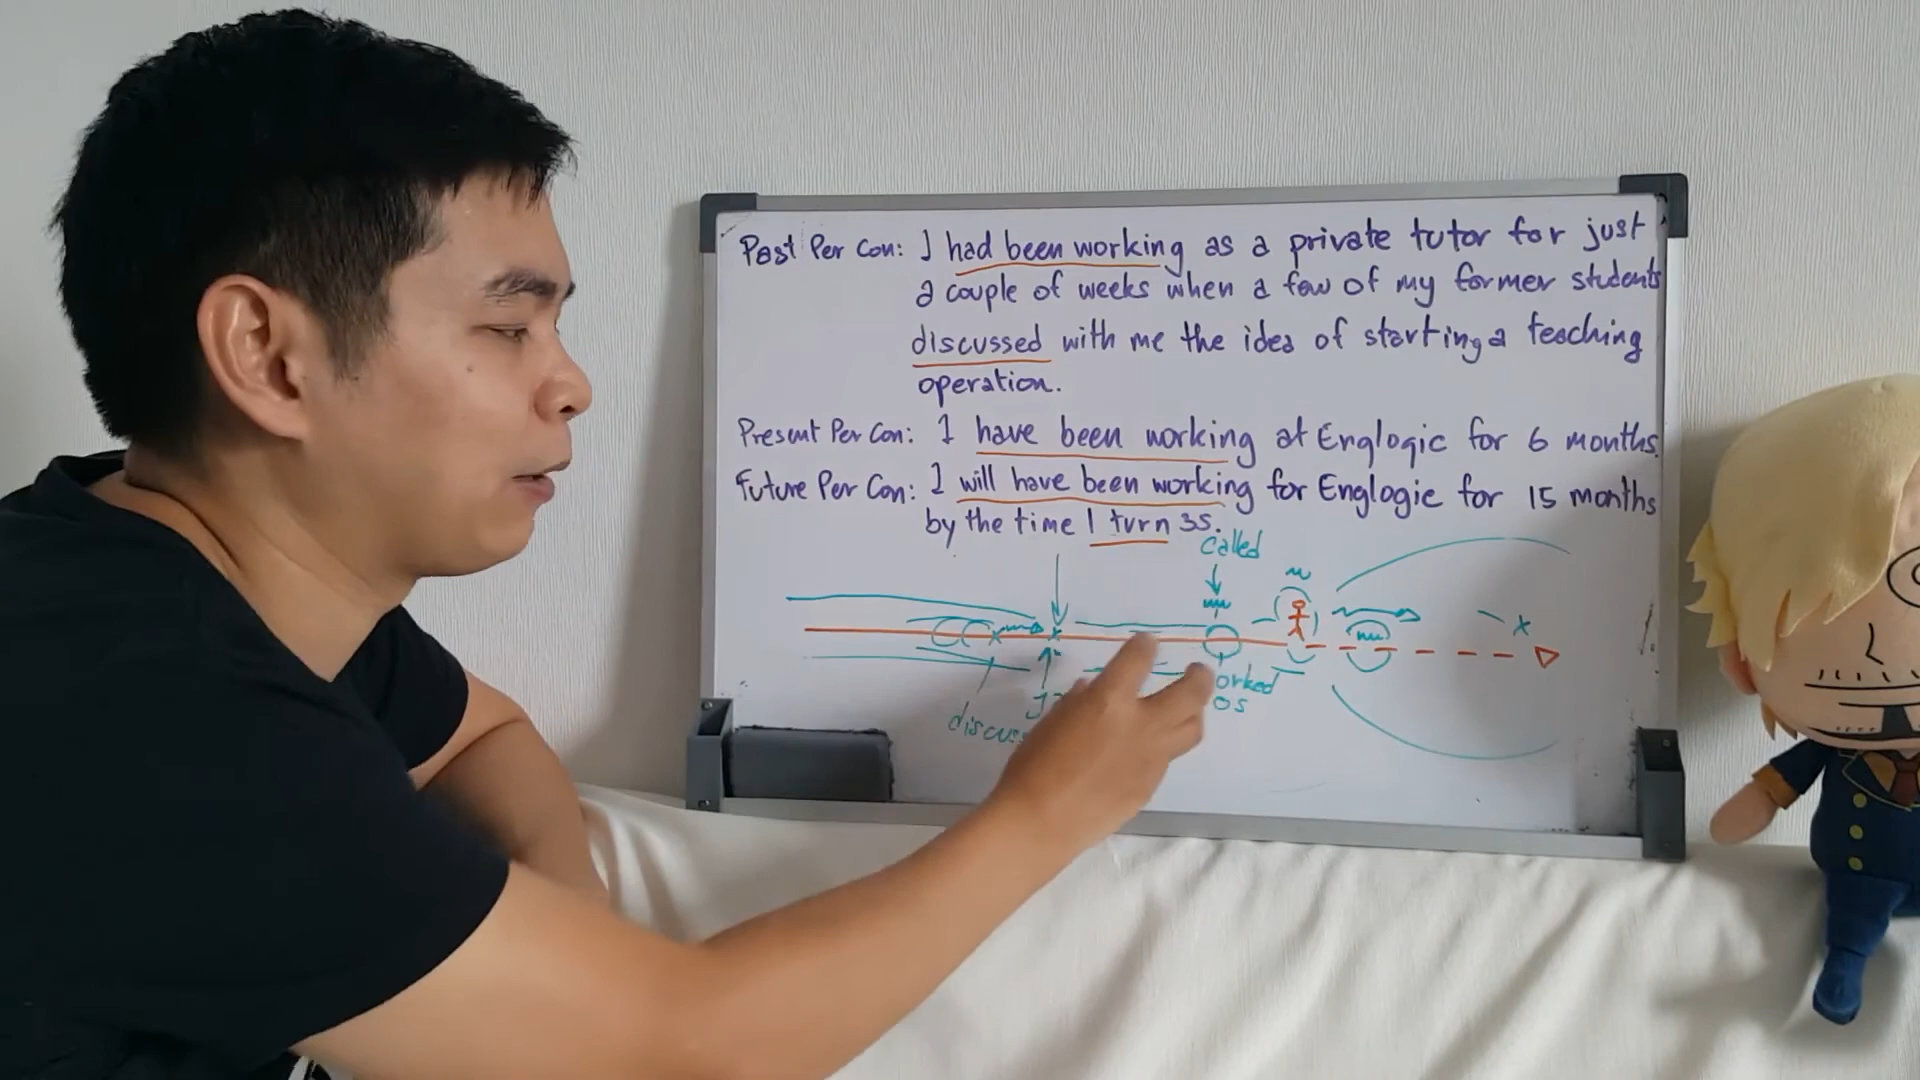 Past Per Con: I had been working as a private tutor for just
a couple of weeks when a few of my former students
discussed with me the idea of starting a teaching
operation.
Present Per Con: I have been working at Englogic for 6 months.
Future Per Con: I will have been working for Englogic for 15 months
by the time I turn 35.
called
orked
os
discuss